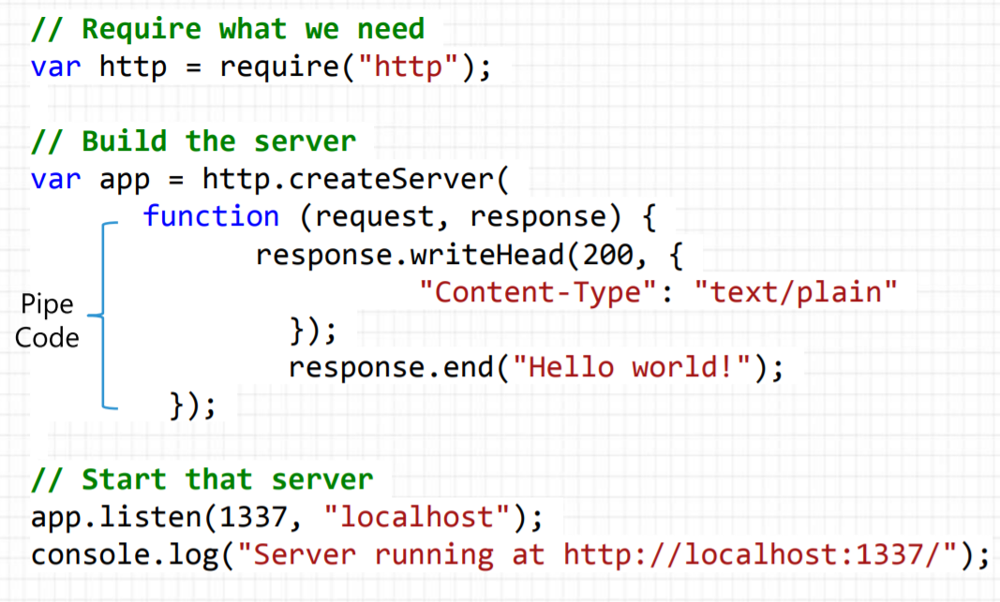 // Require what we need
var http = require("http");
// Build the server
var app = http.createServer(
function (request, response) {
response.writeHead(200, {
"Content-Type": "text/plain"
Pipe
Code
});
response.end("Hello world!");
});
// Start that server
app.listen(1337, "localhost");
console.log("Server running at http://localhost:1337/");